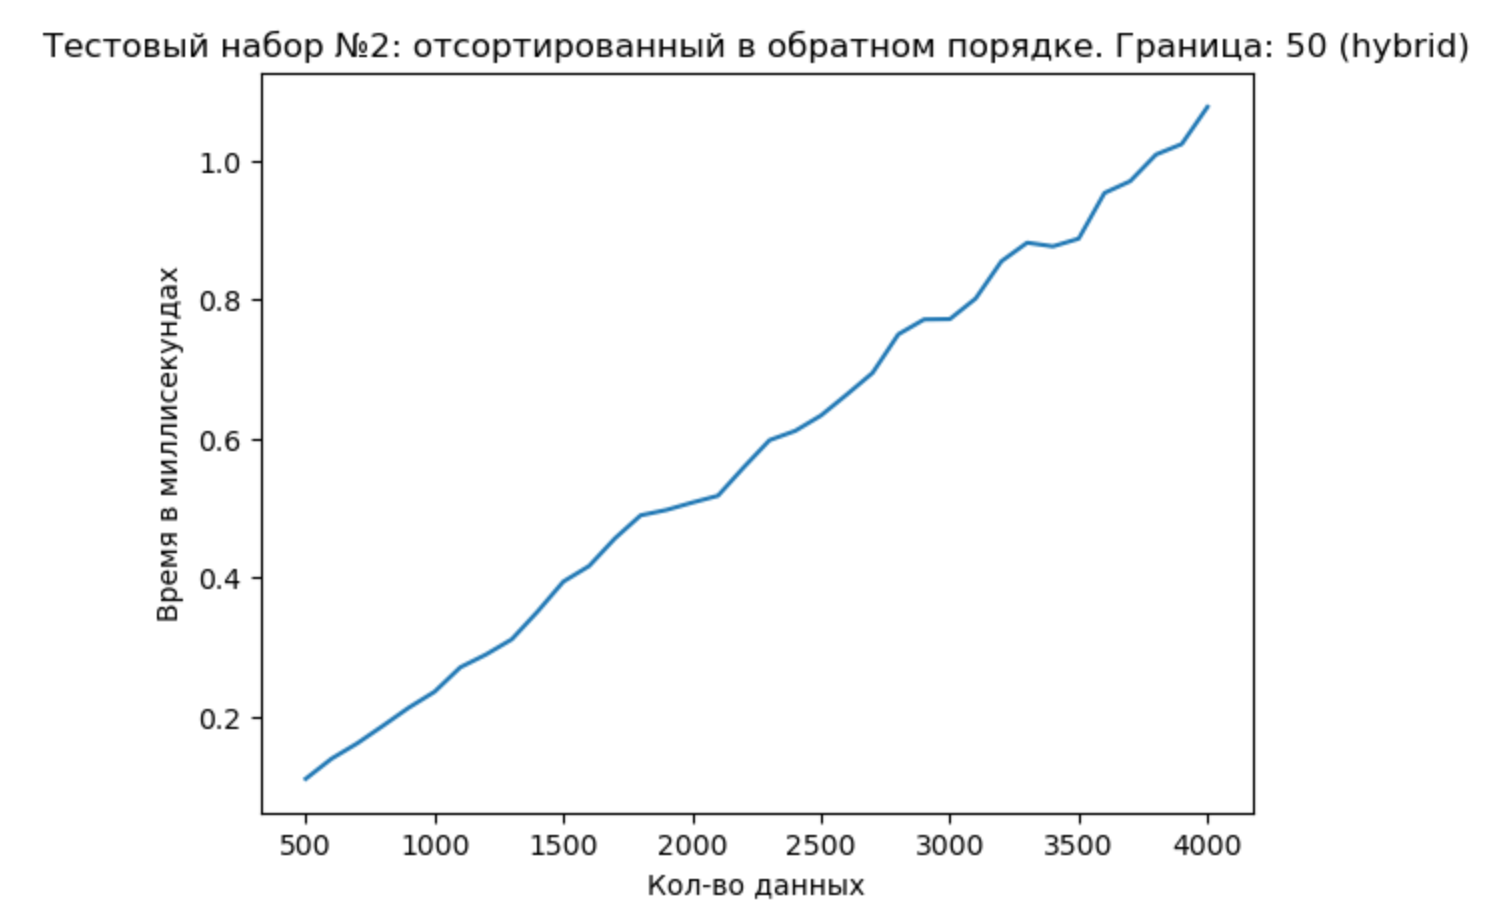 Тестовый набор №2: отсортированный в обратном порядке. Граница: 50 (hybrid)
1.0
0.8
0.6
0.4
0.2
Время в миллисекундах
500 1000 1500 2000 2500 3000 3500 4000
Кол-во данных